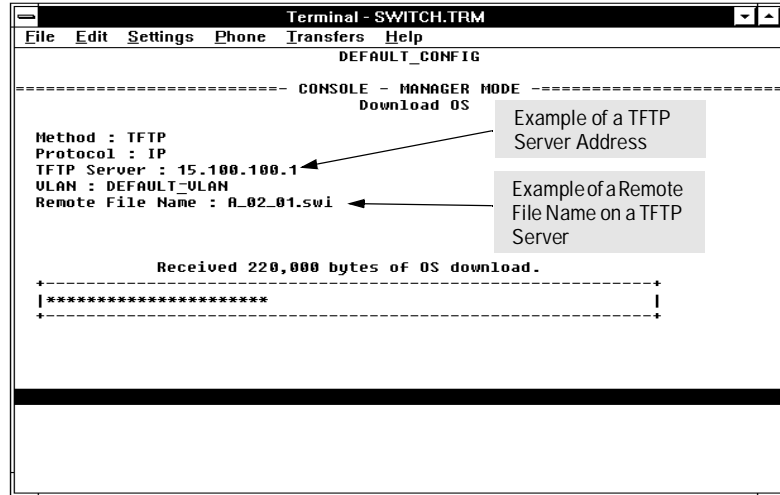 Terminal - SWITCH.TRM
File Edit Settings Phone Transfers Help
DEFAULT_CONFIG
==========================- CONSOLE - MANAGER MODE -=========================
Download OS
Method : TFTP
Protocol : IP
TFTP Server : 15.100.100.1
VLAN : DEFAULT_VLAN
Remote File Name : A_02_01.swi
Example of a TFTP
Server Address
Example of a Remote
File Name on a TFTP
Server
Received 220,000 bytes of OS download.
+-------------------------------------------------------------+
|********************** |
+-------------------------------------------------------------+